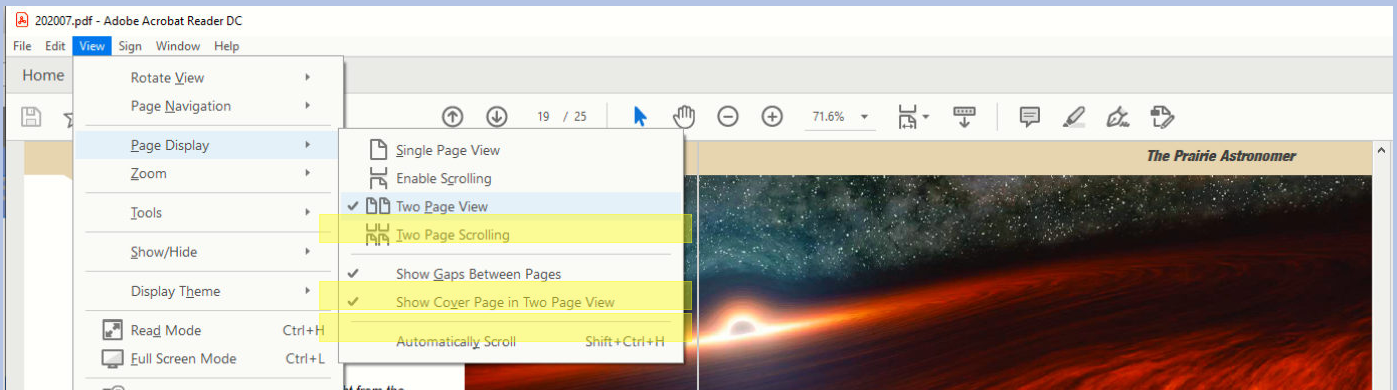 202007.pdf - Adobe Acrobat Reader DC
File Edit View Sign Window Help
Home
Rotate View
Page Navigation
19 / 25
71.6%
Page Display
Single Page View
The Prairie Astronomer
Zoom
Enable Scrolling
Two Page View
Tools
Two Page Scrolling
Show/Hide
Show Gaps Between Pages
Display Theme
Show Cover Page in Two Page View
Read Mode Ctrl+H
Automatically Scroll Shift+Ctrl+H
Full Screen Mode Ctrl+L
from the